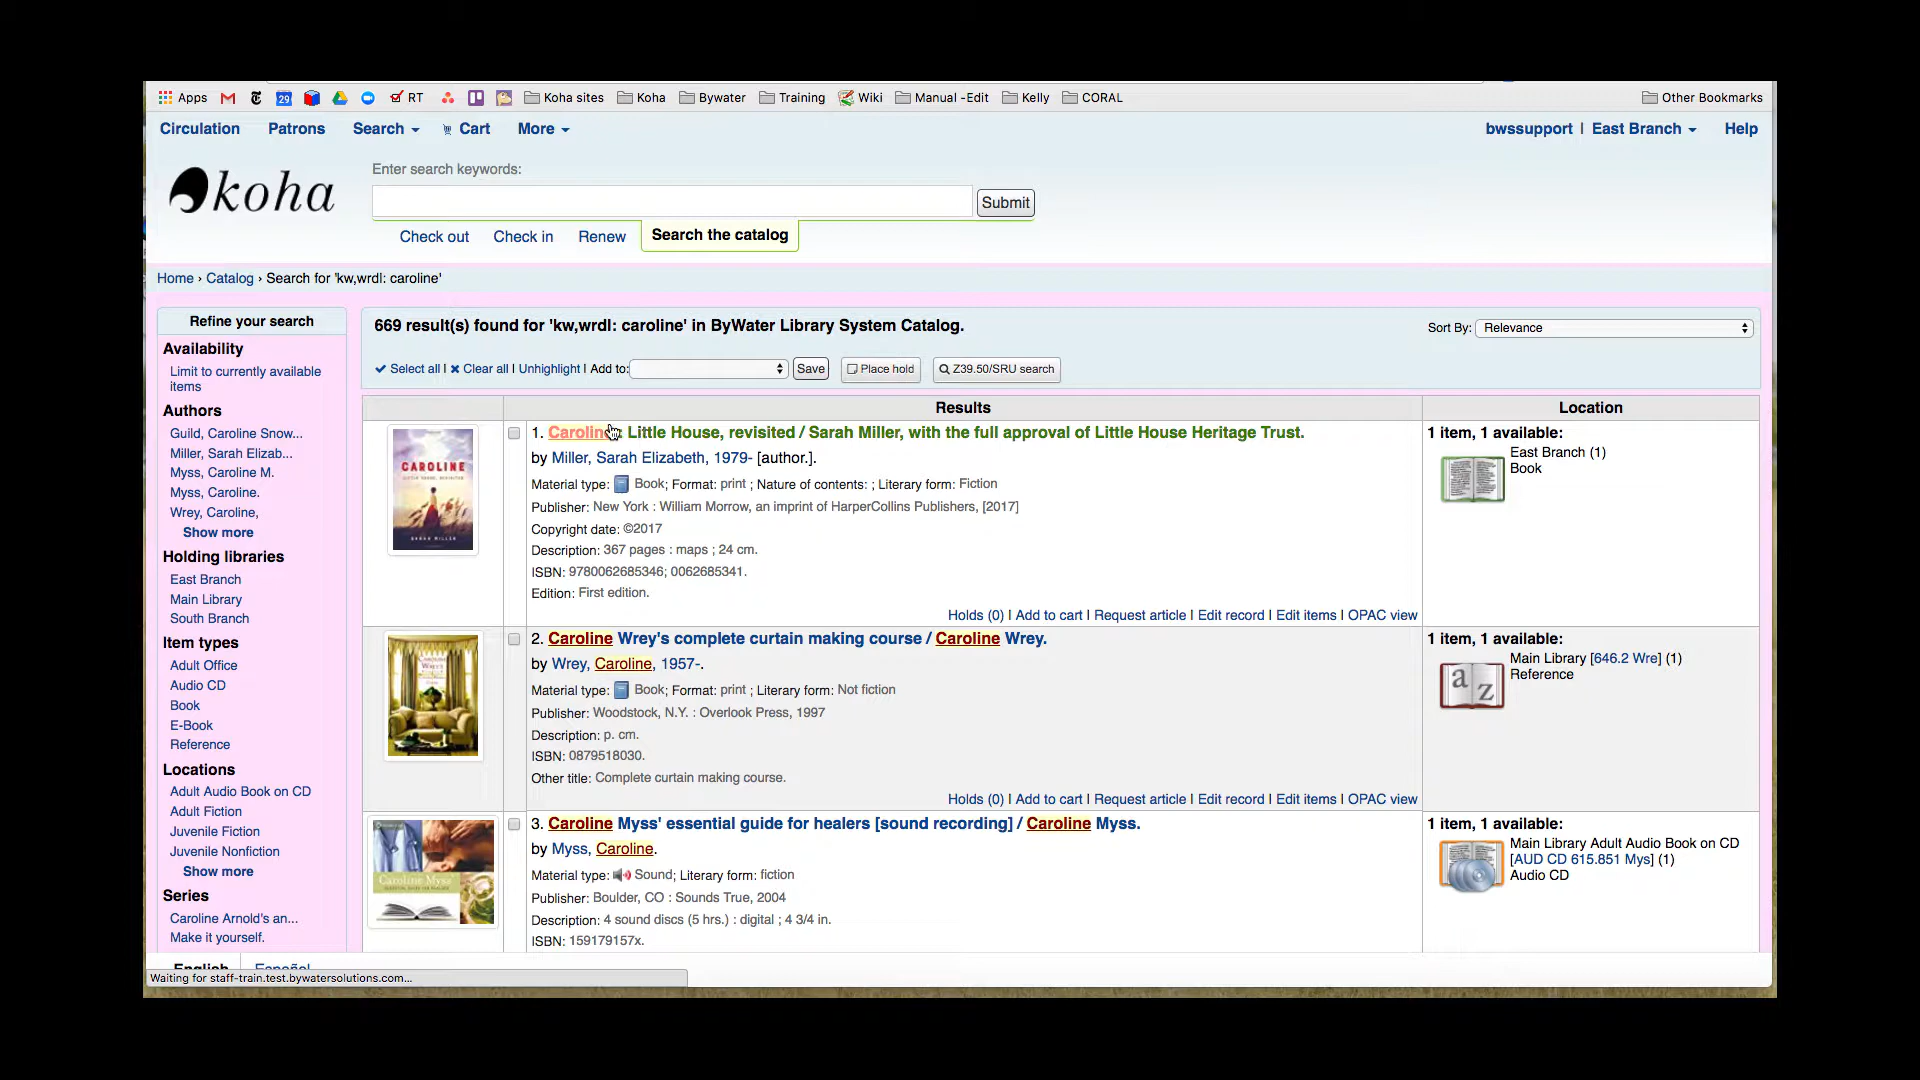 Apps RT Koha sites Koha Bywater Training Wiki Manual -Edit Kelly CORAL Other Bookmarks
Circulation Patrons Search Cart More bwssupport | East Branch Help
Enter search keywords:
koha
Submit
Check out Check in Renew Search the catalog
Home › Catalog › Search for 'kw,wrdl: caroline'
Refine your search
Availability
Limit to currently available
items
Authors
Guild, Caroline Snow...
Miller, Sarah Elizab...
Myss, Caroline M.
Myss, Caroline.
Wrey, Caroline,
Show more
Holding libraries
East Branch
Main Library
South Branch
Item types
Adult Office
Audio CD
Book
E-Book
Reference
Locations
Adult Audio Book on CD
Adult Fiction
Juvenile Fiction
Juvenile Nonfiction
Show more
Series
Caroline Arnold's an...
Make it yourself.
669 result(s) found for 'kw,wrdl: caroline' in ByWater Library System Catalog.
Sort By: Relevance
Select all | Clear all | Unhighlight | Add to: Save Place hold Z39.50/SRU search
Results Location
CAROLINE
SARAH MILLER
1. Caroline: Little House, revisited / Sarah Miller, with the full approval of Little House Heritage Trust.
by Miller, Sarah Elizabeth, 1979- [author.].
Material type: Book; Format: print ; Nature of contents: ; Literary form: Fiction
Publisher: New York : William Morrow, an imprint of HarperCollins Publishers, [2017]
Copyright date: ©2017
Description: 367 pages : maps ; 24 cm.
ISBN: 9780062685346; 0062685341.
Edition: First edition.
Holds (0) | Add to cart | Request article | Edit record | Edit items | OPAC view
1 item, 1 available:
East Branch (1)
Book
2. Caroline Wrey's complete curtain making course / Caroline Wrey.
by Wrey, Caroline, 1957-.
Material type: Book; Format: print ; Literary form: Not fiction
Publisher: Woodstock, N.Y. : Overlook Press, 1997
Description: p. cm.
ISBN: 0879518030.
Other title: Complete curtain making course.
Holds (0) | Add to cart | Request article | Edit record | Edit items | OPAC view
1 item, 1 available:
Main Library [646.2 Wre] (1)
Reference
Caroline Myss
3. Caroline Myss' essential guide for healers [sound recording] / Caroline Myss.
by Myss, Caroline.
Material type: Sound; Literary form: fiction
Publisher: Boulder, CO : Sounds True, 2004
Description: 4 sound discs (5 hrs.) : digital ; 4 3/4 in.
ISBN: 159179157x.
1 item, 1 available:
Main Library Adult Audio Book on CD
[AUD CD 615.851 Mys] (1)
Audio CD
English Español
Waiting for staff-train.test.bywatersolutions.com...